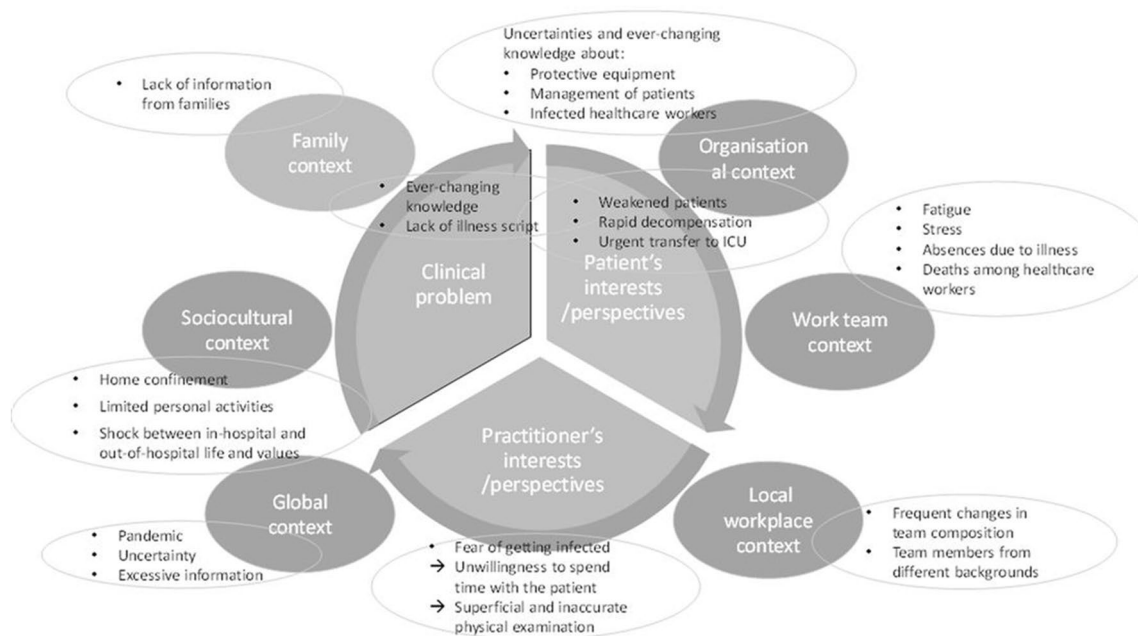 Uncertainties and ever-changing
knowledge about:
• Protective equipment
• Management of patients
• Infected healthcare workers
• Lack of information
from families
Family
context
Organisation
al context
• Ever-changing
knowledge
• Lack of illness script
• Weakened patients
• Rapid decompensation
• Urgent transfer to ICU
• Fatigue
• Stress
• Absences due to illness
• Deaths among healthcare
workers
Clinical
problem
Patient's
interests
/perspectives
Sociocultural
context
Work team
context
• Home confinement
• Limited personal activities
• Shock between in-hospital and
out-of-hospital life and values
Practitioner's
interests
/perspectives
Global
context
Local
workplace
context
• Pandemic
• Uncertainty
• Excessive information
• Fear of getting infected
→ Unwillingness to spend
time with the patient
→ Superficial and inaccurate
physical examination
• Frequent changes in
team composition
• Team members from
different backgrounds